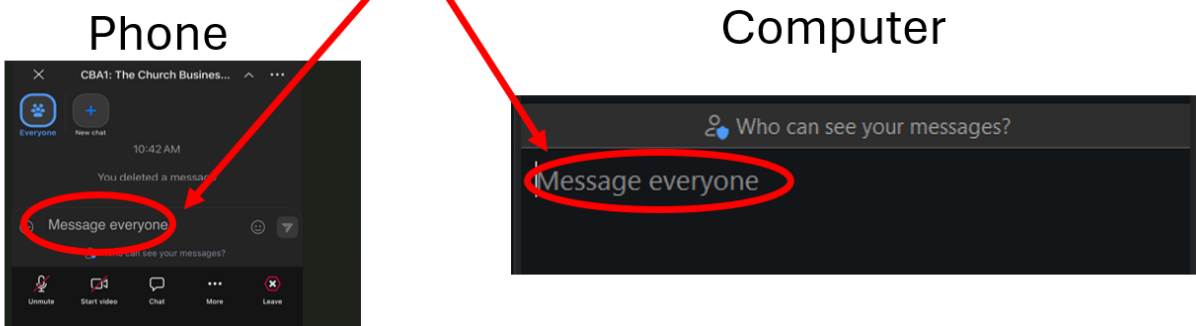 Phone
Computer
CBA1: The Church Busines...
Everyone
New chat
10:42 AM
You deleted a message
Message everyone
Who can see your messages?
Unmute
Start video
Chat
More
Leave
Who can see your messages?
Message everyone